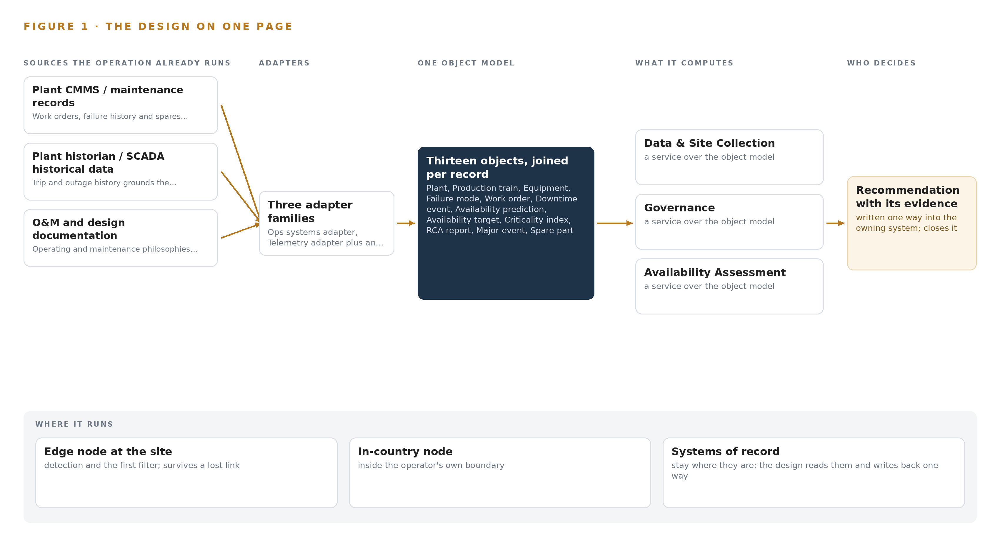 FIGURE 1 · THE DESIGN ON ONE PAGE
SOURCES THE OPERATION ALREADY RUNS
Plant CMMS / maintenance
records
Work orders, failure history and spares...
Plant historian / SCADA
historical data
Trip and outage history grounds the...
O&M and design
documentation
Operating and maintenance philosophies...
ADAPTERS
Three adapter
families
Ops systems adapter,
Telemetry adapter plus an...
ONE OBJECT MODEL
Thirteen objects, joined
per record
Plant, Production train, Equipment,
Failure mode, Work order, Downtime
event, Availability prediction,
Availability target, Criticality index,
RCA report, Major event, Spare part
WHAT IT COMPUTES
Data & Site Collection
a service over the object model
Governance
a service over the object model
Availability Assessment
a service over the object model
WHO DECIDES
Recommendation
with its evidence
written one way into the
owning system; closes it
WHERE IT RUNS
Edge node at the site
detection and the first filter; survives a lost link
In-country node
inside the operator's own boundary
Systems of record
stay where they are; the design reads them and writes back one
way